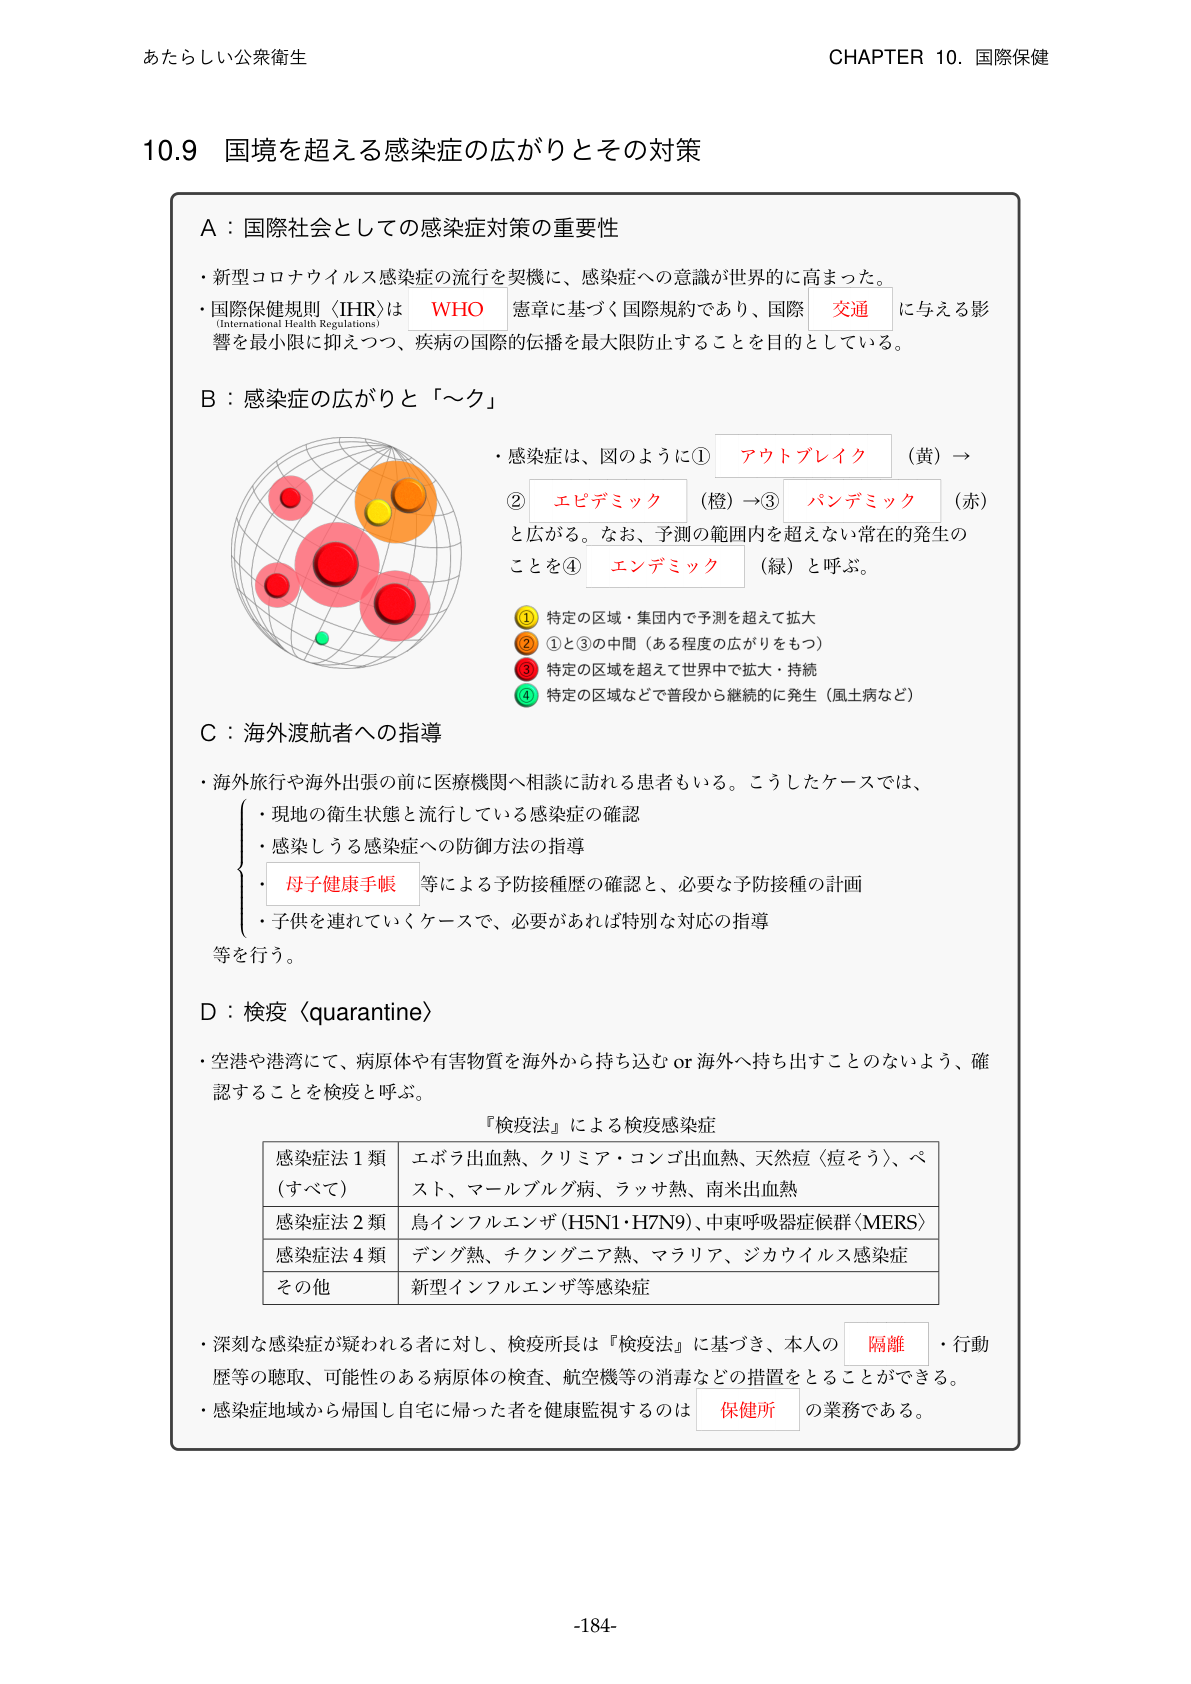 あたらしい公衆衛生
CHAPTER 10. 国際保健
10.9 国境を超える感染症の広がりとその対策
A：国際社会としての感染症対策の重要性
・新型コロナウイルス感染症の流行を契機に、感染症への意識が世界的に高まった。
・国際保健規則〈IHR〉は WHO 憲章に基づく国際規約であり、国際 交通 に与える影
(International Health Regulations)
響を最小限に抑えつつ、疾病の国際的伝播を最大限防止することを目的としている。
B：感染症の広がりと「〜ク」
・感染症は、図のように① アウトブレイク （黄）→
② エピデミック （橙）→③ パンデミック （赤）
と広がる。なお、予測の範囲内を超えない常在的発生の
ことを④ エンデミック （緑）と呼ぶ。
① 特定の区域・集団内で予測を超えて拡大
② ①と③の中間（ある程度の広がりをもつ）
③ 特定の区域を超えて世界中で拡大・持続
④ 特定の区域などで普段から継続的に発生（風土病など）
C：海外渡航者への指導
・海外旅行や海外出張の前に医療機関へ相談に訪れる患者もいる。こうしたケースでは、
・現地の衛生状態と流行している感染症の確認
・感染しうる感染症への防御方法の指導
・ 母子健康手帳 等による予防接種歴の確認と、必要な予防接種の計画
・子供を連れていくケースで、必要があれば特別な対応の指導
等を行う。
D：検疫〈quarantine〉
・空港や港湾にて、病原体や有害物質を海外から持ち込む or 海外へ持ち出すことのないよう、確
認することを検疫と呼ぶ。
『検疫法』による検疫感染症
感染症法 1 類 エボラ出血熱、クリミア・コンゴ出血熱、天然痘〈痘そう〉、ペ
（すべて） スト、マールブルグ病、ラッサ熱、南米出血熱
感染症法 2 類 鳥インフルエンザ（H5N1・H7N9）、中東呼吸器症候群〈MERS〉
感染症法 4 類 デング熱、チクングニア熱、マラリア、ジカウイルス感染症
その他 新型インフルエンザ等感染症
・深刻な感染症が疑われる者に対し、検疫所長は『検疫法』に基づき、本人の 隔離 ・行動
歴等の聴取、可能性のある病原体の検査、航空機等の消毒などの措置をとることができる。
・感染症地域から帰国し自宅に帰った者を健康監視するのは 保健所 の業務である。
-184-